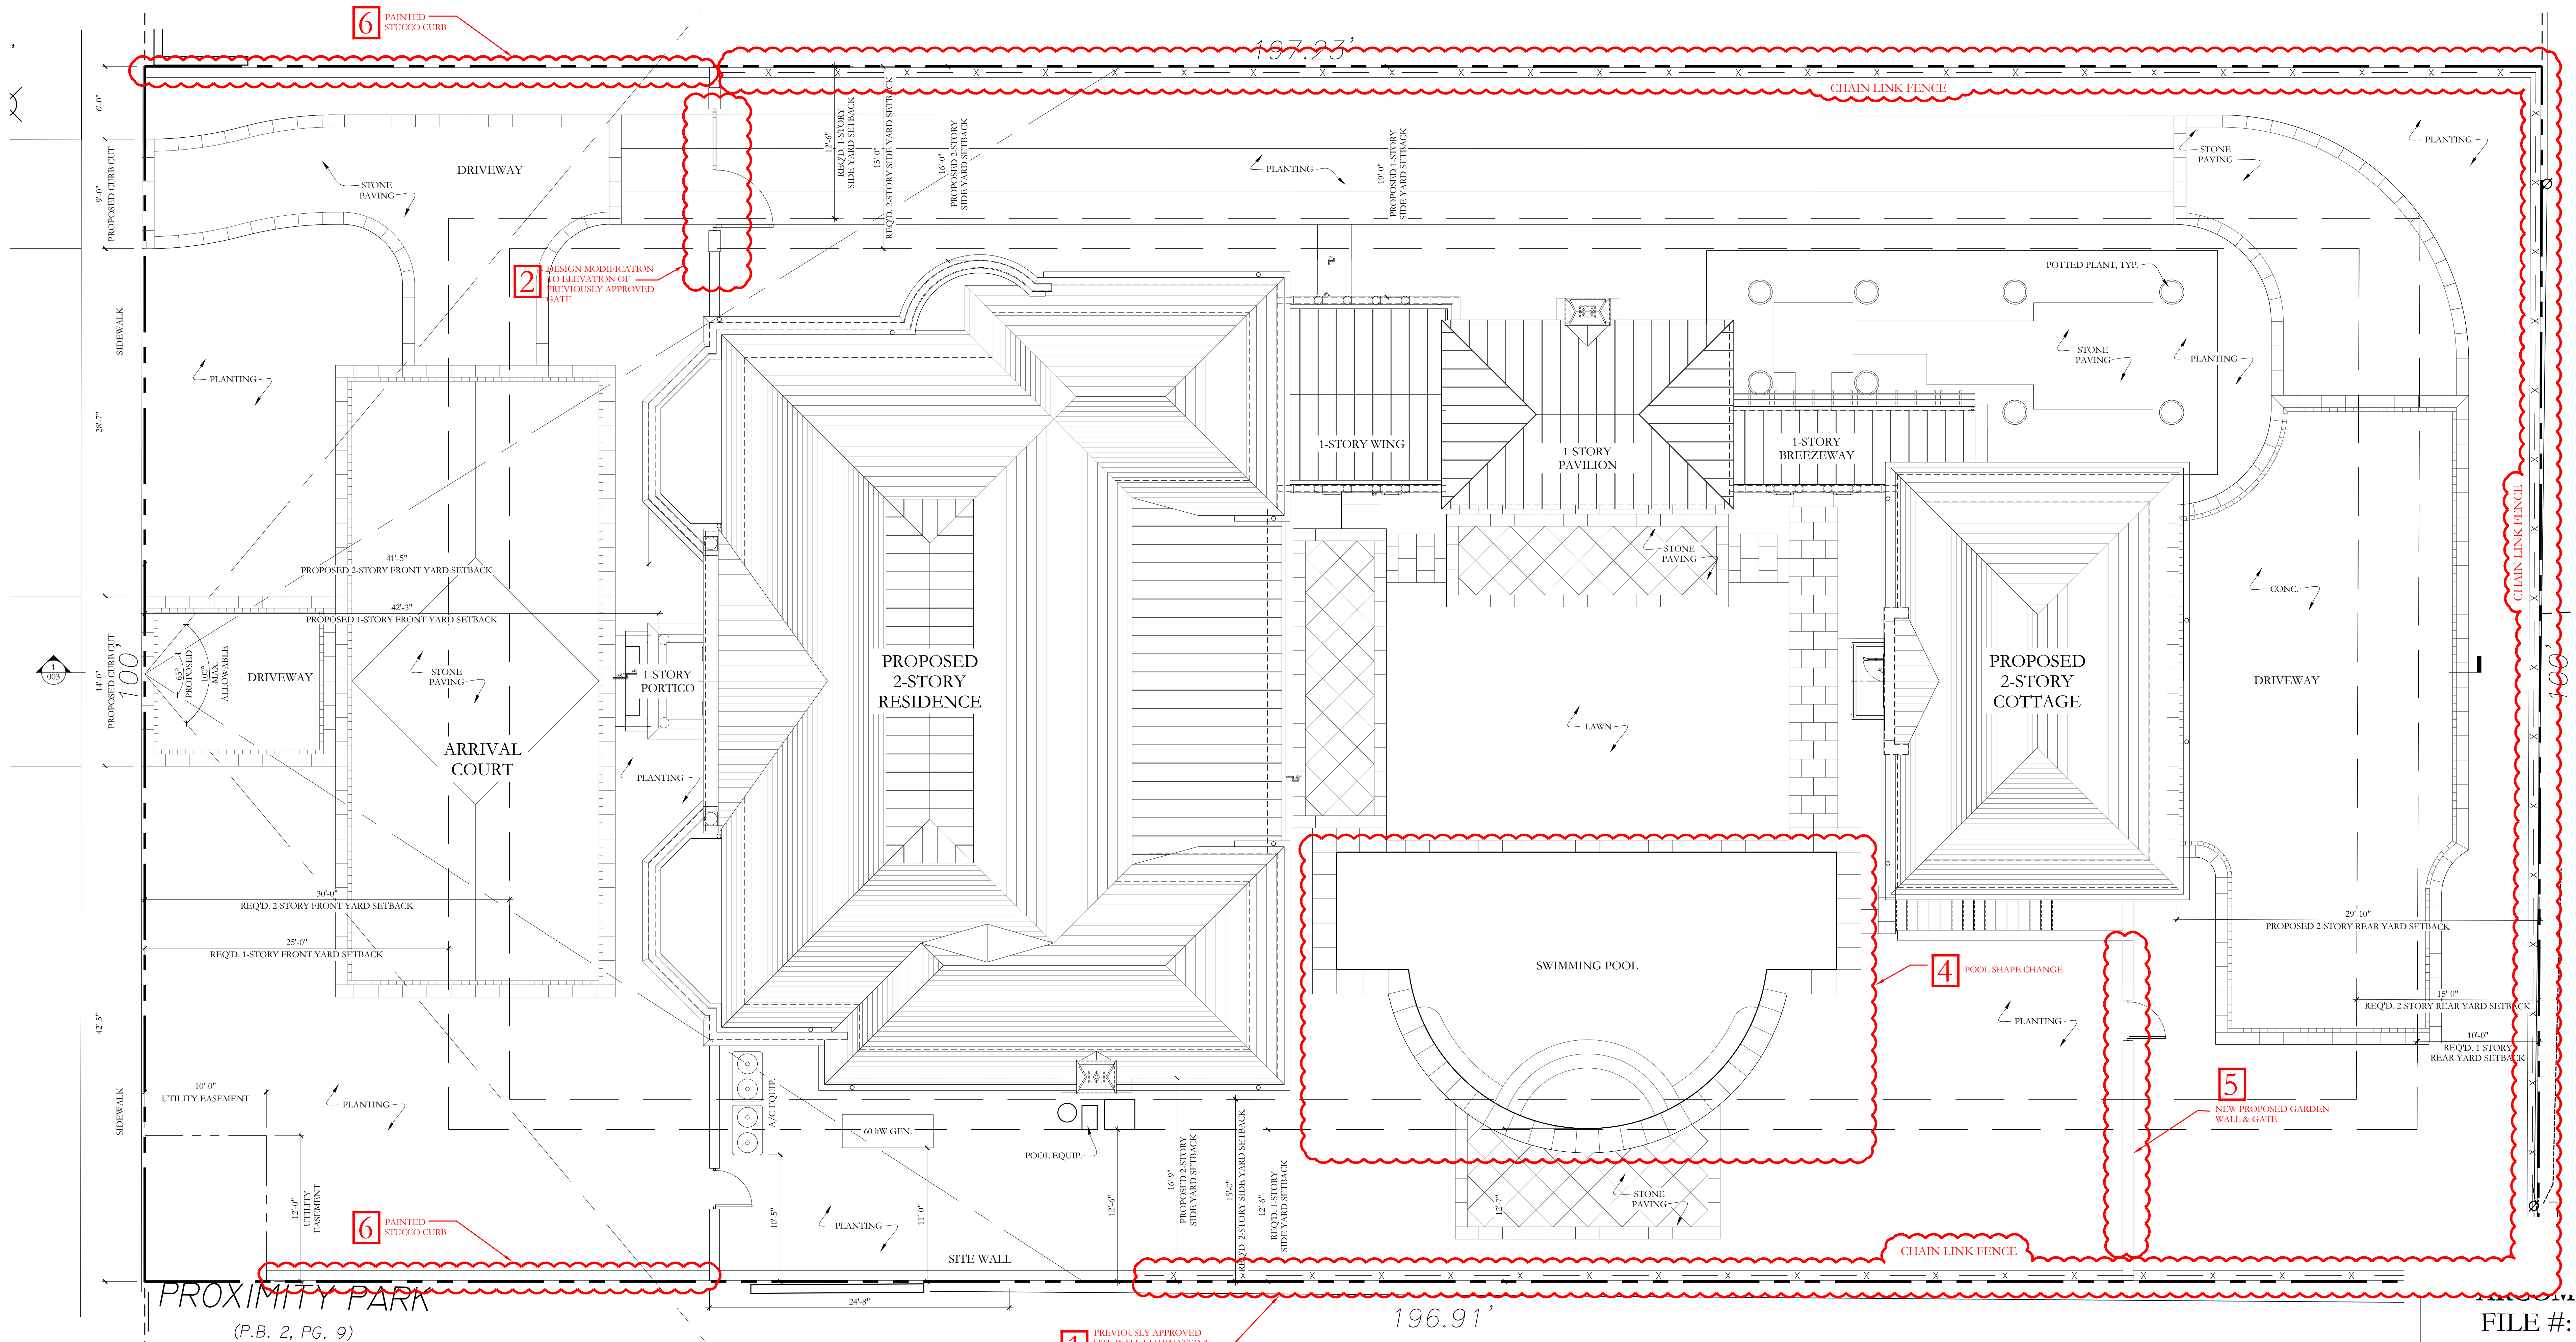 6 PAINTED
STUCCO CURB
197.23'
CHAIN LINK FENCE
6'-0"
9'-0"
PROPOSED CURB CUT
SIDEWALK
28'-7"
14'-0"
PROPOSED CURB CUT
100'
42'-5"
SIDEWALK
1
003
DRIVEWAY
STONE
PAVING
PLANTING
2 DESIGN MODIFICATION
TO ELEVATION OF
PREVIOUSLY APPROVED
GATE
12'-6"
REQ'D. 1-STORY
SIDE YARD SETBACK
15'-0"
REQ'D. 2-STORY SIDE YARD SETBACK
16'-0"
PROPOSED 2-STORY
SIDE YARD SETBACK
PLANTING
19'-0"
PROPOSED 1-STORY
SIDE YARD SETBACK
STONE
PAVING
PLANTING
POTTED PLANT, TYP.
STONE
PAVING
PLANTING
1-STORY WING
1-STORY
PAVILION
1-STORY
BREEZEWAY
CHAIN LINK FENCE
41'-5"
PROPOSED 2-STORY FRONT YARD SETBACK
42'-3"
PROPOSED 1-STORY FRONT YARD SETBACK
65°
PROPOSED
100°
MAX.
ALLOWABLE
DRIVEWAY
STONE
PAVING
1-STORY
PORTICO
PROPOSED
2-STORY
RESIDENCE
STONE
PAVING
CONC.
PROPOSED
2-STORY
COTTAGE
DRIVEWAY
100'
LAWN
ARRIVAL
COURT
PLANTING
30'-0"
REQ'D. 2-STORY FRONT YARD SETBACK
25'-0"
REQ'D. 1-STORY FRONT YARD SETBACK
29'-10"
PROPOSED 2-STORY REAR YARD SETBACK
SWIMMING POOL
4 POOL SHAPE CHANGE
15'-0"
REQ'D. 2-STORY REAR YARD SETBACK
PLANTING
10'-0"
REQ'D. 1-STORY
REAR YARD SETBACK
10'-0"
UTILITY EASEMENT
PLANTING
A/C EQUIP.
60 kW GEN.
POOL EQUIP.
5
NEW PROPOSED GARDEN
WALL & GATE
12'-0"
UTILITY
EASEMENT
6 PAINTED
STUCCO CURB
10'-5"
PLANTING
11'-0"
12'-6"
16'-9"
PROPOSED 2-STORY
SIDE YARD SETBACK
15'-0"
REQ'D. 2-STORY SIDE YARD SETBACK
12'-6"
REQ'D. 1-STORY
SIDE YARD SETBACK
12'-7"
STONE
PAVING
SITE WALL
CHAIN LINK FENCE
PROXIMITY PARK
(P.B. 2, PG. 9)
24'-8"
PREVIOUSLY APPROVED
196.91'
FILE #: